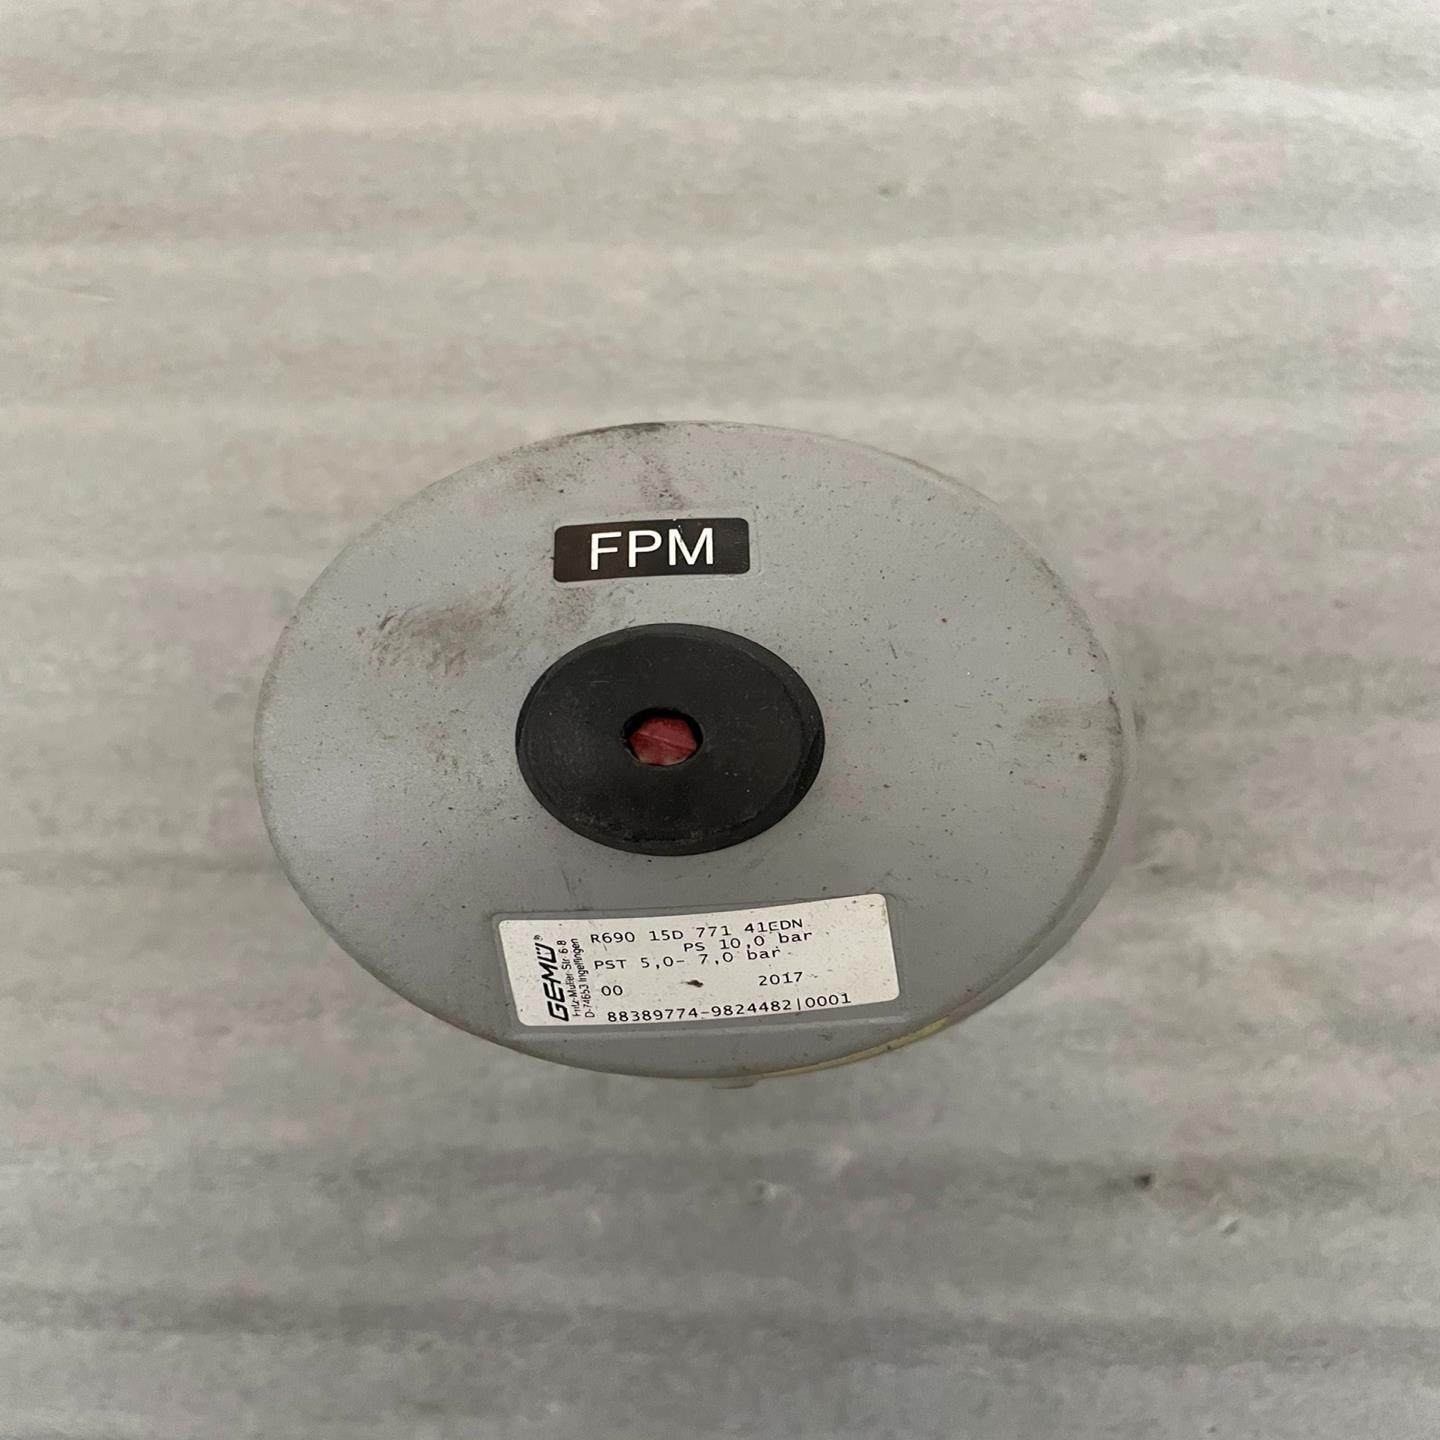 FPM
GEMÜ®
Fritz-Müller-Str. 6-8
D-74653 Ingelfingen
R690 15D 771 41EDN
PS 10,0 bar
PST 5,0- 7,0 bar
00 2017
88389774-9824482|0001